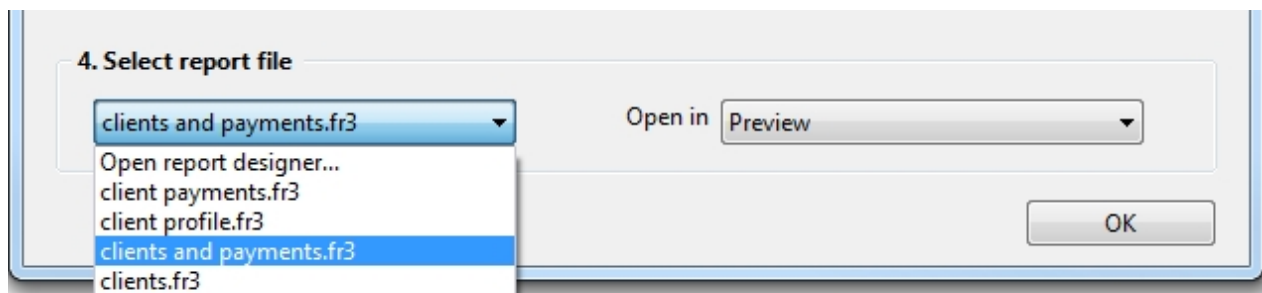 4. Select report file
clients and payments.fr3
Open in Preview
Open report designer...
client payments.fr3
client profile.fr3
clients and payments.fr3
clients.fr3
OK